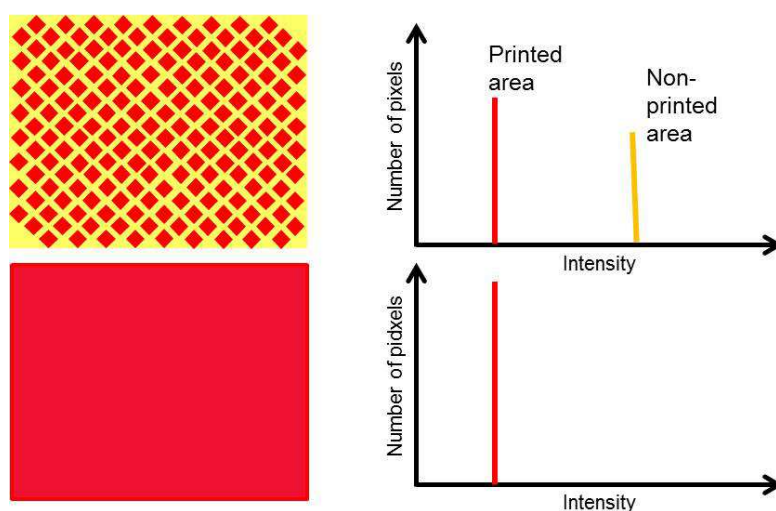 Number of pixels
Printed
area
Non-
printed
area
Intensity
Number of pidxels
Intensity